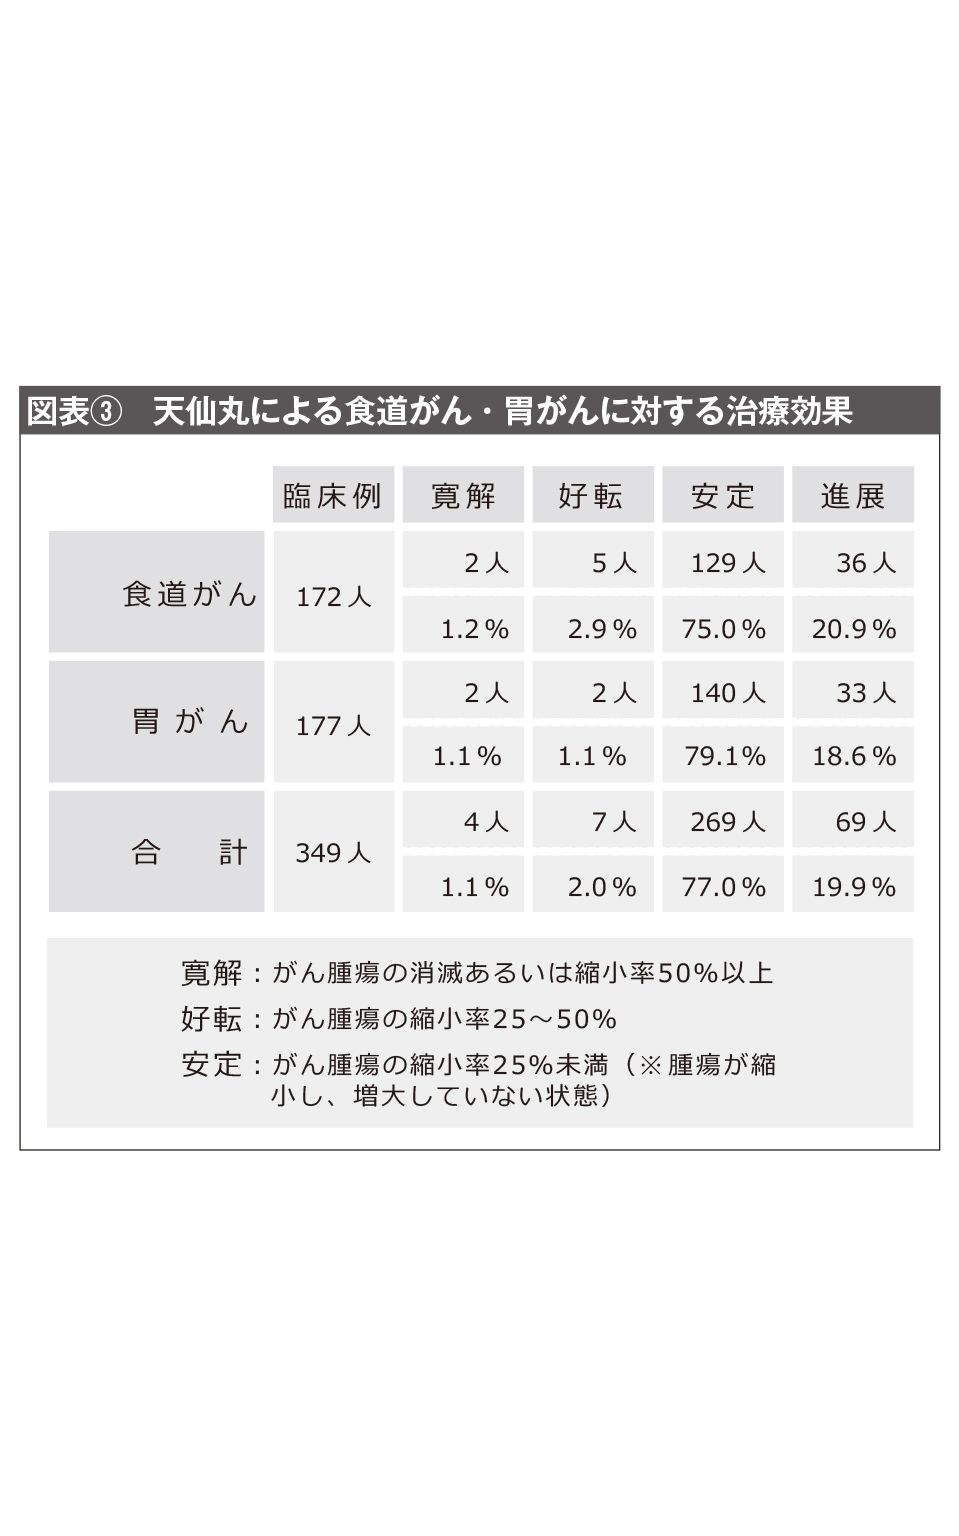 図表③　天仙丸による食道がん・胃がんに対する治療効果
臨床例 寛解 好転 安定 進展
食道がん 172人 2人 5人 129人 36人
1.2% 2.9% 75.0% 20.9%
胃がん 177人 2人 2人 140人 33人
1.1% 1.1% 79.1% 18.6%
合計 349人 4人 7人 269人 69人
1.1% 2.0% 77.0% 19.9%
寛解：がん腫瘍の消滅あるいは縮小率50%以上
好転：がん腫瘍の縮小率25〜50%
安定：がん腫瘍の縮小率25%未満（※腫瘍が縮
小し、増大していない状態）